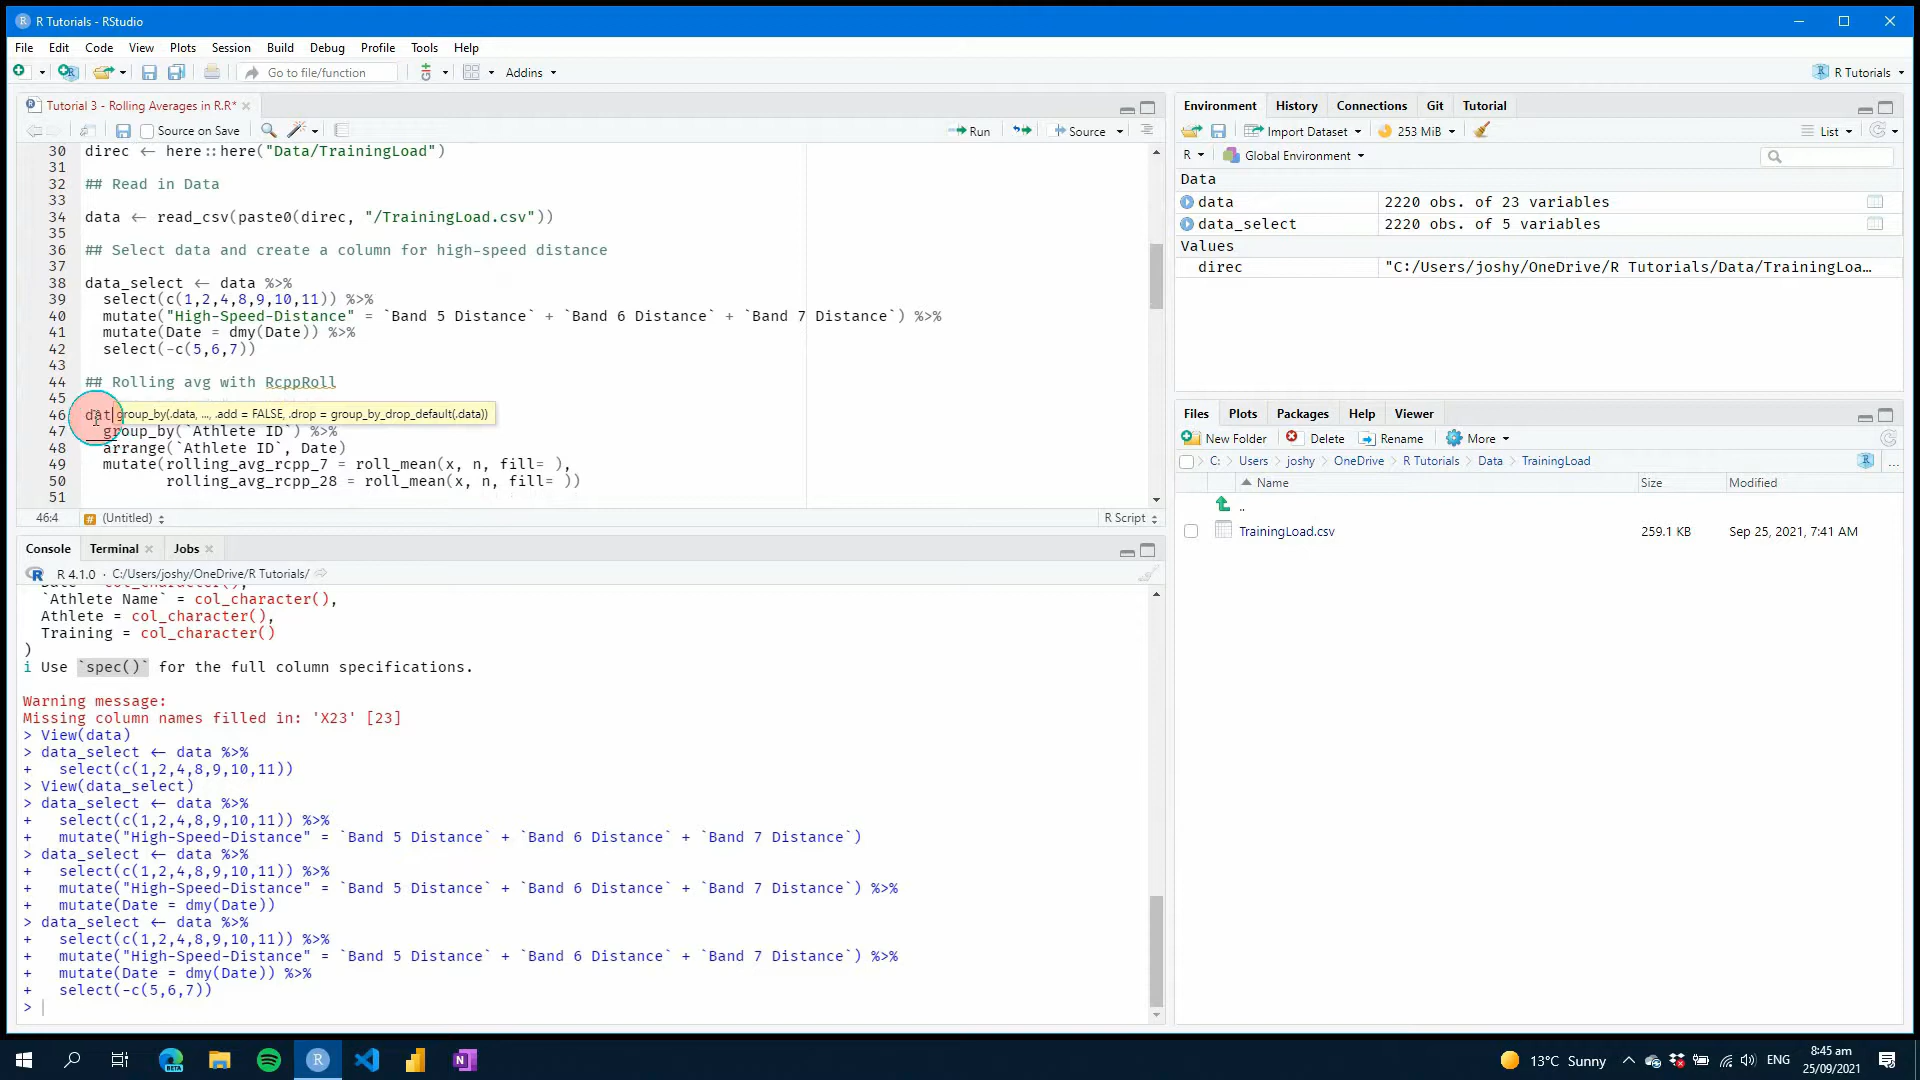 R Tutorials - RStudio
File Edit Code View Plots Session Build Debug Profile Tools Help
Go to file/function Addins R Tutorials
Tutorial 3 - Rolling Averages in R.R*
Source on Save Run Source
30 direc <- here::here("Data/TrainingLoad")
31
32 ## Read in Data
33
34 data <- read_csv(paste0(direc, "/TrainingLoad.csv"))
35
36 ## Select data and create a column for high-speed distance
37
38 data_select <- data %>%
39 select(c(1,2,4,8,9,10,11)) %>%
40 mutate("High-Speed-Distance" = `Band 5 Distance` + `Band 6 Distance` + `Band 7 Distance`) %>%
41 mutate(Date = dmy(Date)) %>%
42 select(-c(5,6,7))
43
44 ## Rolling avg with RcppRoll
45
46 dat group_by(.data, ..., .add = FALSE, .drop = group_by_drop_default(.data))
47 group_by(`Athlete ID`) %>%
48 arrange(`Athlete ID`, Date)
49 mutate(rolling_avg_rcpp_7 = roll_mean(x, n, fill= ),
50 rolling_avg_rcpp_28 = roll_mean(x, n, fill= ))
51
46:4 # (Untitled) R Script
Console Terminal Jobs
R 4.1.0 · C:/Users/joshy/OneDrive/R Tutorials/
Date = col_character(),
`Athlete Name` = col_character(),
Athlete = col_character(),
Training = col_character()
)
i Use `spec()` for the full column specifications.
Warning message:
Missing column names filled in: 'X23' [23]
> View(data)
> data_select <- data %>%
+ select(c(1,2,4,8,9,10,11))
> View(data_select)
> data_select <- data %>%
+ select(c(1,2,4,8,9,10,11)) %>%
+ mutate("High-Speed-Distance" = `Band 5 Distance` + `Band 6 Distance` + `Band 7 Distance`)
> data_select <- data %>%
+ select(c(1,2,4,8,9,10,11)) %>%
+ mutate("High-Speed-Distance" = `Band 5 Distance` + `Band 6 Distance` + `Band 7 Distance`) %>%
+ mutate(Date = dmy(Date))
> data_select <- data %>%
+ select(c(1,2,4,8,9,10,11)) %>%
+ mutate("High-Speed-Distance" = `Band 5 Distance` + `Band 6 Distance` + `Band 7 Distance`) %>%
+ mutate(Date = dmy(Date)) %>%
+ select(-c(5,6,7))
>
Environment History Connections Git Tutorial
Import Dataset 253 MiB List
R Global Environment
Data
data 2220 obs. of 23 variables
data_select 2220 obs. of 5 variables
Values
direc "C:/Users/joshy/OneDrive/R Tutorials/Data/TrainingLoa…
Files Plots Packages Help Viewer
New Folder Delete Rename More
C: Users joshy OneDrive R Tutorials Data TrainingLoad ...
Name Size Modified
..
TrainingLoad.csv 259.1 KB Sep 25, 2021, 7:41 AM
13°C Sunny ENG 8:45 am
25/09/2021